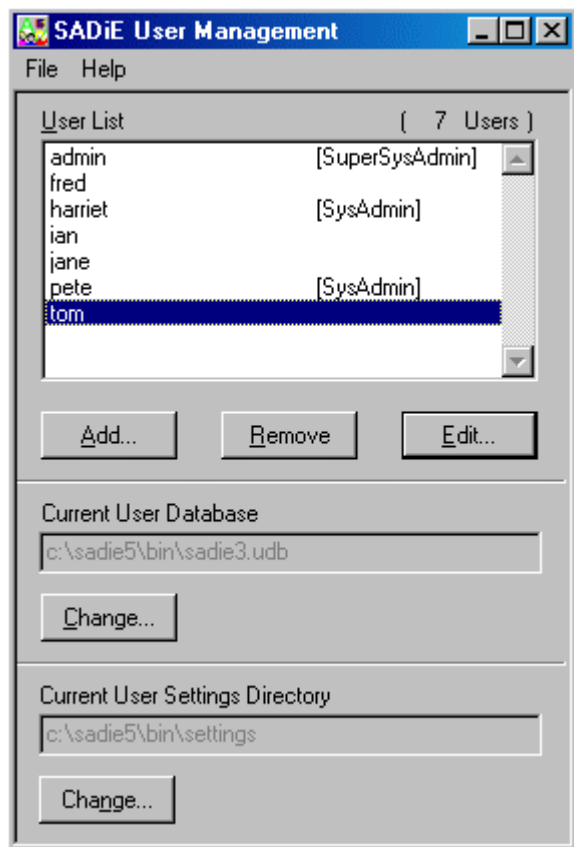 SADiE User Management
File Help
User List ( 7 Users )
admin [SuperSysAdmin]
fred
harriet [SysAdmin]
ian
jane
pete [SysAdmin]
tom
Add... Remove Edit...
Current User Database
c:\sadie5\bin\sadie3.udb
Change...
Current User Settings Directory
c:\sadie5\bin\settings
Change...